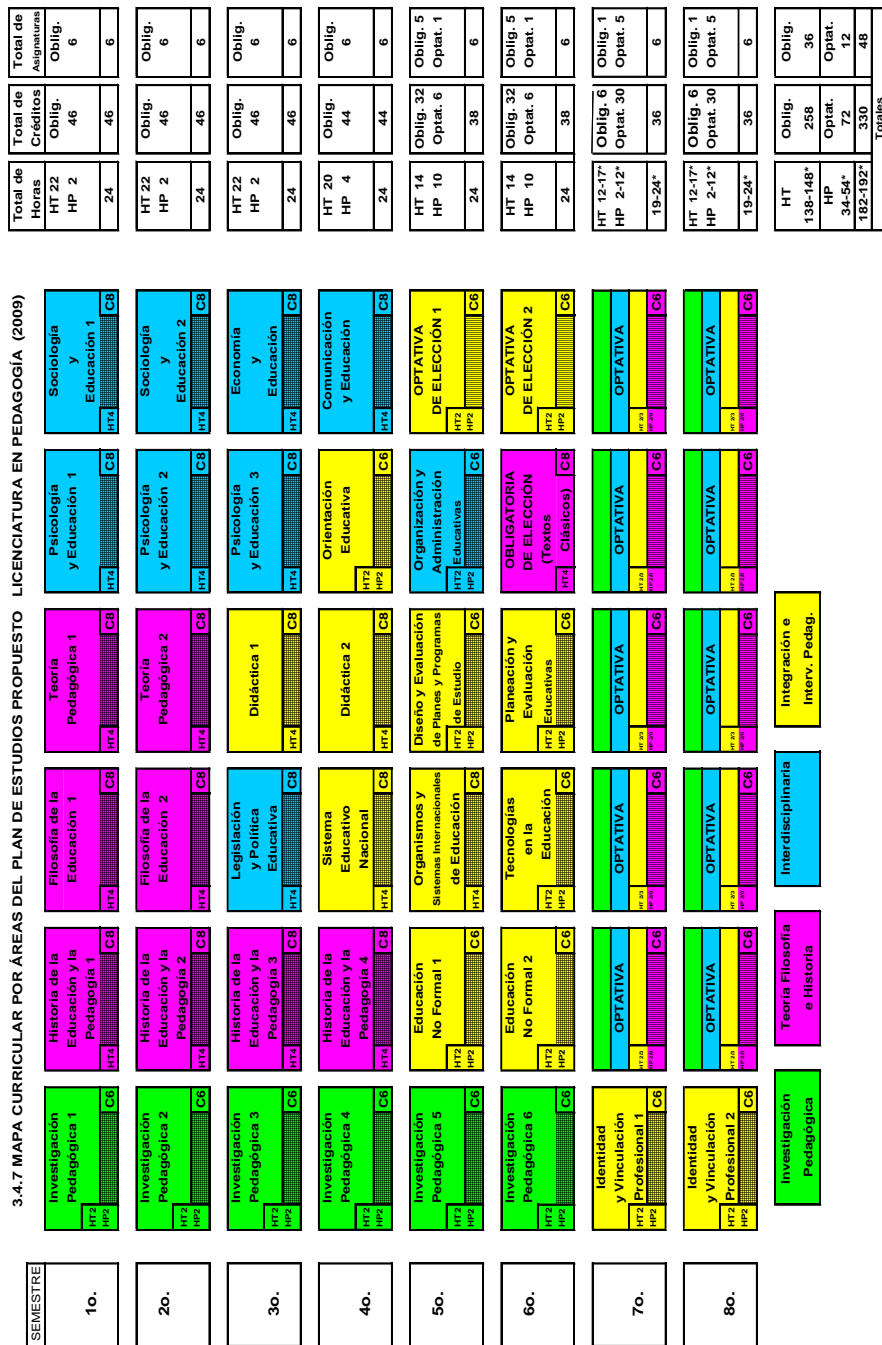 3.4.7 MAPA CURRICULAR POR ÁREAS DEL PLAN DE ESTUDIOS PROPUESTO LICENCIATURA EN PEDAGOGÍA (2009)
SEMESTRE
Total de
Horas
Total de
Créditos
Total de
Asignaturas
1o.
Investigación
Pedagógica 1
HT2
HP2
C6
Historia de la
Educación y la
Pedagogía 1
HT4
C8
Filosofía de la
Educación 1
HT4
C8
Teoría
Pedagógica 1
HT4
C8
Psicología
y Educación 1
HT4
C8
Sociología
y
Educación 1
HT4
C8
HT 22
HP 2
24
Oblig.
46
46
Oblig.
6
6
2o.
Investigación
Pedagógica 2
HT2
HP2
C6
Historia de la
Educación y la
Pedagogía 2
HT4
C8
Filosofía de la
Educación 2
HT4
C8
Teoría
Pedagógica 2
HT4
C8
Psicología
y Educación 2
HT4
C8
Sociología
y
Educación 2
HT4
C8
HT 22
HP 2
24
Oblig.
46
46
Oblig.
6
6
3o.
Investigación
Pedagógica 3
HT2
HP2
C6
Historia de la
Educación y la
Pedagogía 3
HT4
C8
Legislación
y Política
Educativa
HT4
C8
Didáctica 1
HT4
C8
Psicología
y Educación 3
HT4
C8
Economía
y
Educación
HT4
C8
HT 22
HP 2
24
Oblig.
46
46
Oblig.
6
6
4o.
Investigación
Pedagógica 4
HT2
HP2
C6
Historia de la
Educación y la
Pedagogía 4
HT4
C8
Sistema
Educativo
Nacional
HT4
C8
Didáctica 2
HT4
C8
Orientación
Educativa
HT2
HP2
C6
Comunicación
y Educación
HT4
C8
HT 20
HP 4
24
Oblig.
44
44
Oblig.
6
6
5o.
Investigación
Pedagógica 5
HT2
HP2
C6
Educación
No Formal 1
HT2
HP2
C6
Organismos y
Sistemas Internacionales
de Educación
HT4
C8
Diseño y Evaluación
de Planes y Programas
de Estudio
HT2
HP2
C6
Organización y
Administración
Educativas
HT2
HP2
C6
OPTATIVA
DE ELECCIÓN 1
HT2
HP2
C6
HT 14
HP 10
24
Oblig. 32
Optat. 6
38
Oblig. 5
Optat. 1
6
6o.
Investigación
Pedagógica 6
HT2
HP2
C6
Educación
No Formal 2
HT2
HP2
C6
Tecnologías
en la
Educación
HT2
HP2
C6
Planeación y
Evaluación
Educativas
HT2
HP2
C6
OBLIGATORIA
DE ELECCIÓN
(Textos
Clásicos)
HT4
C8
OPTATIVA
DE ELECCIÓN 2
HT2
HP2
C6
HT 14
HP 10
24
Oblig. 32
Optat. 6
38
Oblig. 5
Optat. 1
6
7o.
Identidad
y Vinculación
Profesional 1
HT2
HP2
C6
OPTATIVA
C6
OPTATIVA
C6
OPTATIVA
C6
OPTATIVA
C6
OPTATIVA
C6
HT 12-17*
HP 2-12*
19-24*
Oblig. 6
Optat. 30
36
Oblig. 1
Optat. 5
6
8o.
Identidad
y Vinculación
Profesional 2
HT2
HP2
C6
OPTATIVA
C6
OPTATIVA
C6
OPTATIVA
C6
OPTATIVA
C6
OPTATIVA
C6
HT 12-17*
HP 2-12*
19-24*
Oblig. 6
Optat. 30
36
Oblig. 1
Optat. 5
6
Investigación
Pedagógica
Teoría Filosofía
e Historia
Interdisciplinaria
Integración e
Interv. Pedag.
HT
138-148*
HP
34-54*
182-192*
Oblig.
258
Optat.
72
330
Oblig.
36
Optat.
12
48
Totales